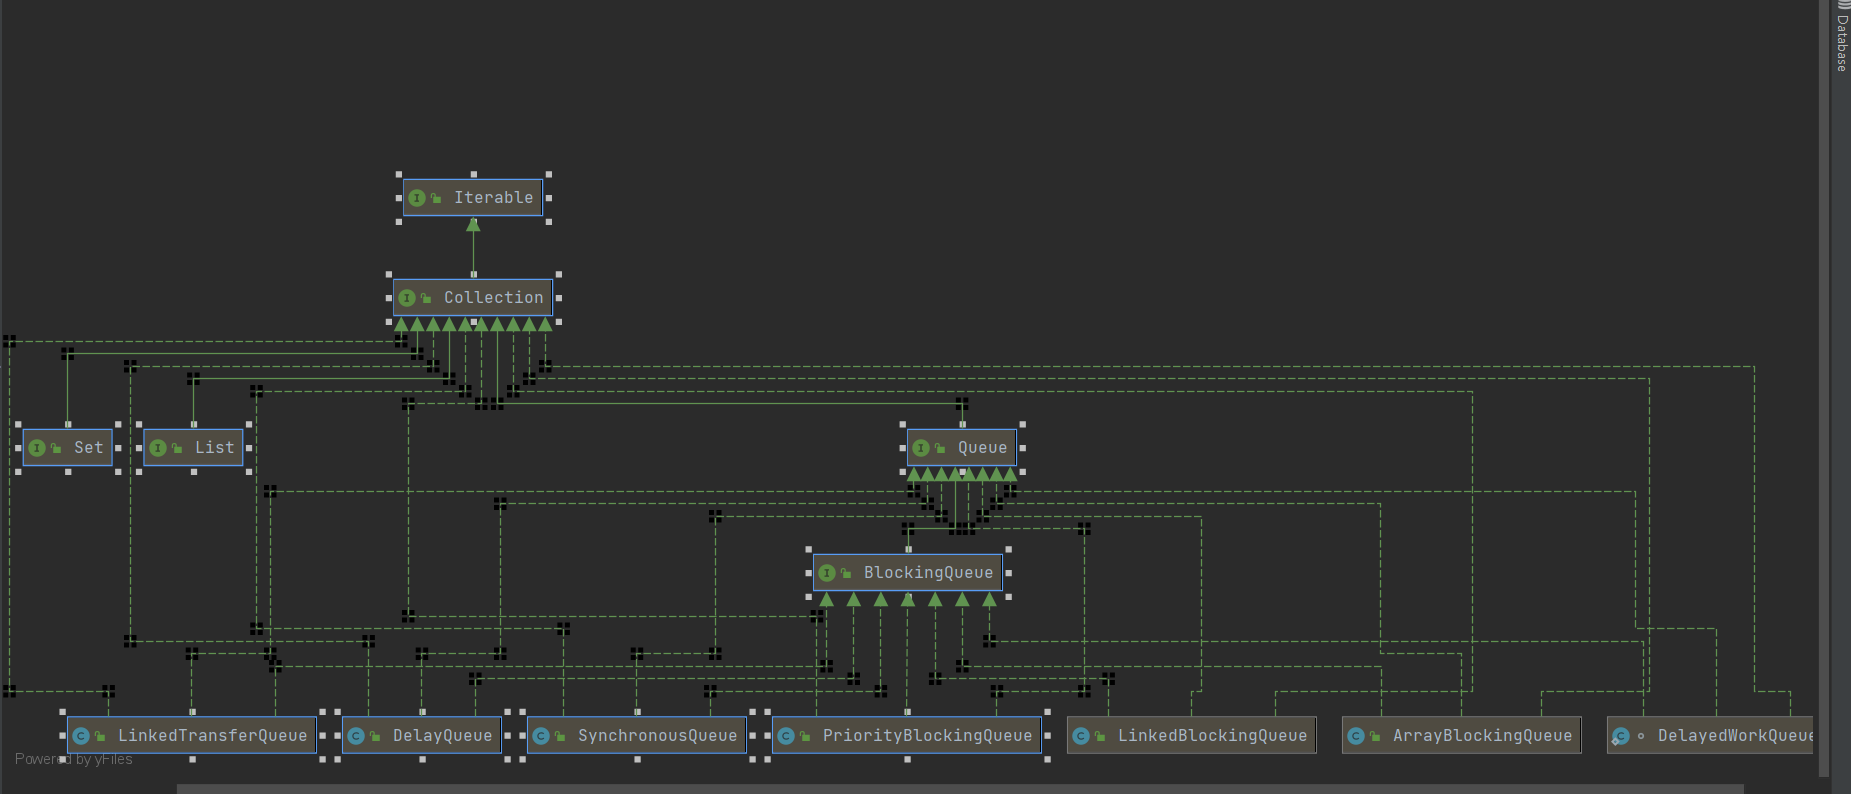 Database
Iterable
Collection
Set
List
Queue
BlockingQueue
LinkedTransferQueue
DelayQueue
SynchronousQueue
PriorityBlockingQueue
LinkedBlockingQueue
ArrayBlockingQueue
DelayedWorkQueue
Powered by yFiles